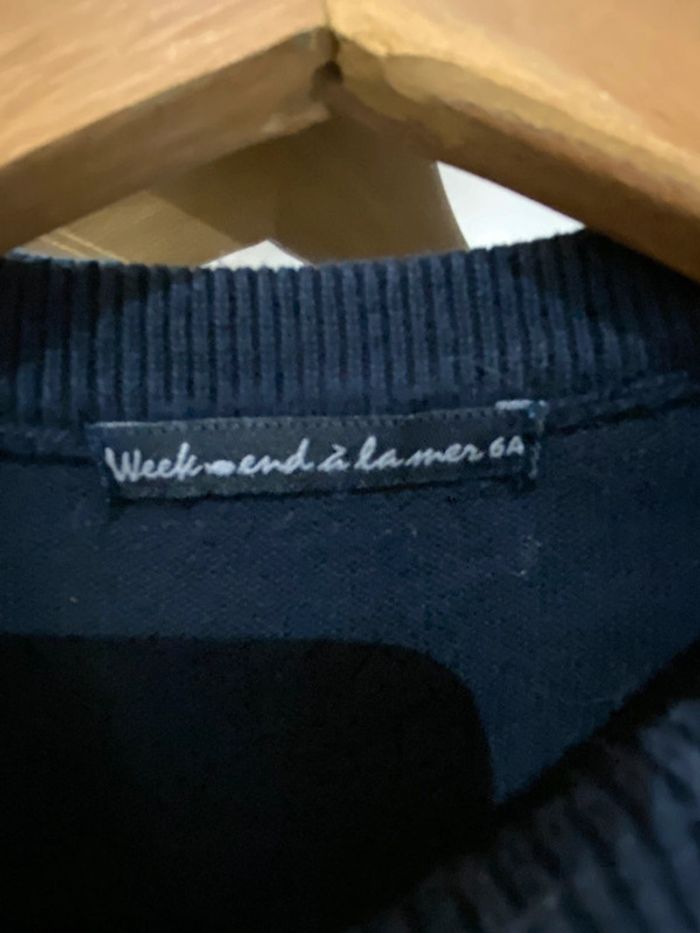 Week-end à la mer 6A